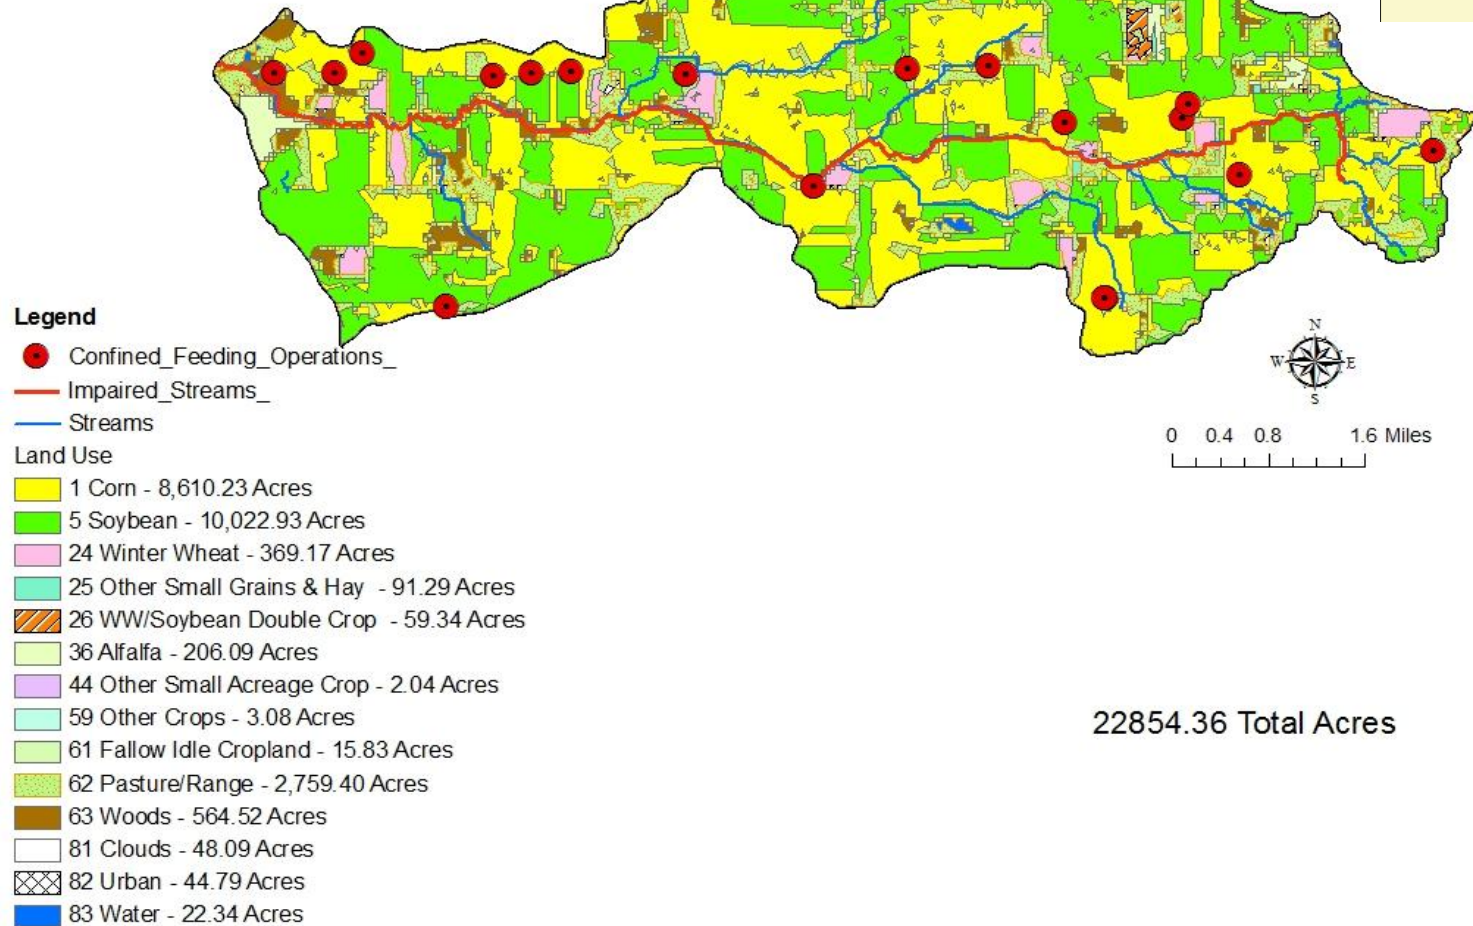 Legend
Confined_Feeding_Operations_
Impaired_Streams_
Streams
Land Use
1 Corn - 8,610.23 Acres
5 Soybean - 10,022.93 Acres
24 Winter Wheat - 369.17 Acres
25 Other Small Grains & Hay - 91.29 Acres
26 WW/Soybean Double Crop - 59.34 Acres
36 Alfalfa - 206.09 Acres
44 Other Small Acreage Crop - 2.04 Acres
59 Other Crops - 3.08 Acres
61 Fallow Idle Cropland - 15.83 Acres
62 Pasture/Range - 2,759.40 Acres
63 Woods - 564.52 Acres
81 Clouds - 48.09 Acres
82 Urban - 44.79 Acres
83 Water - 22.34 Acres
N
W E
S
0 0.4 0.8 1.6 Miles
22854.36 Total Acres